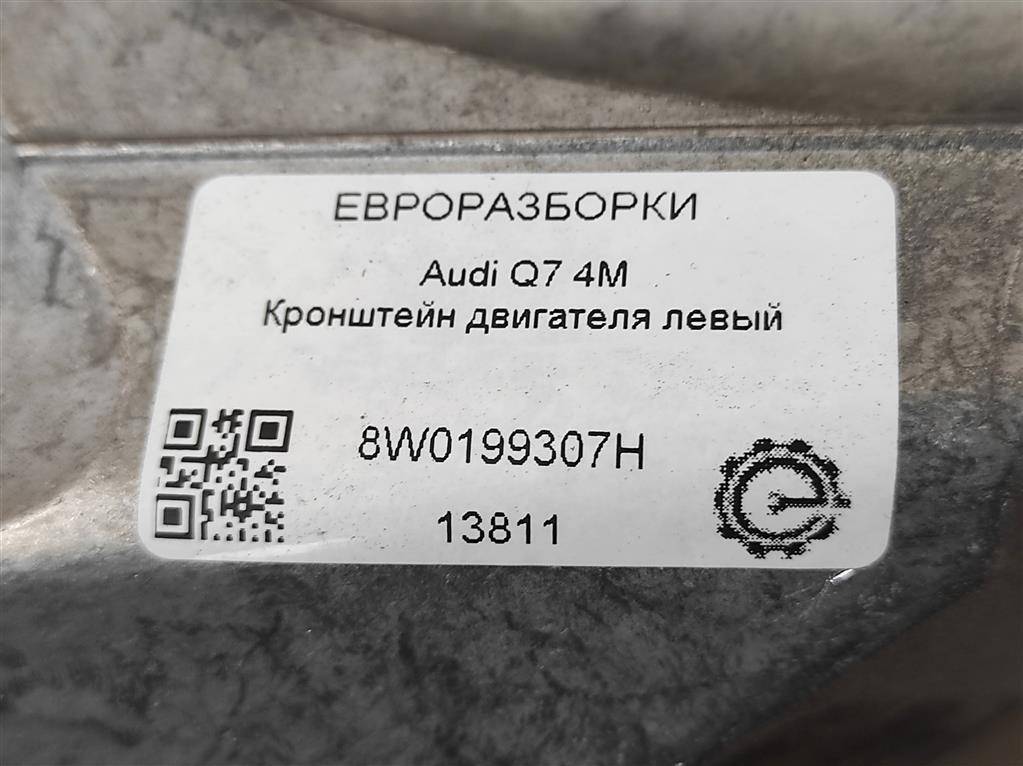 ЕВРОРАЗБОРКИ
Audi Q7 4M
Кронштейн двигателя левый
8W0199307H
13811